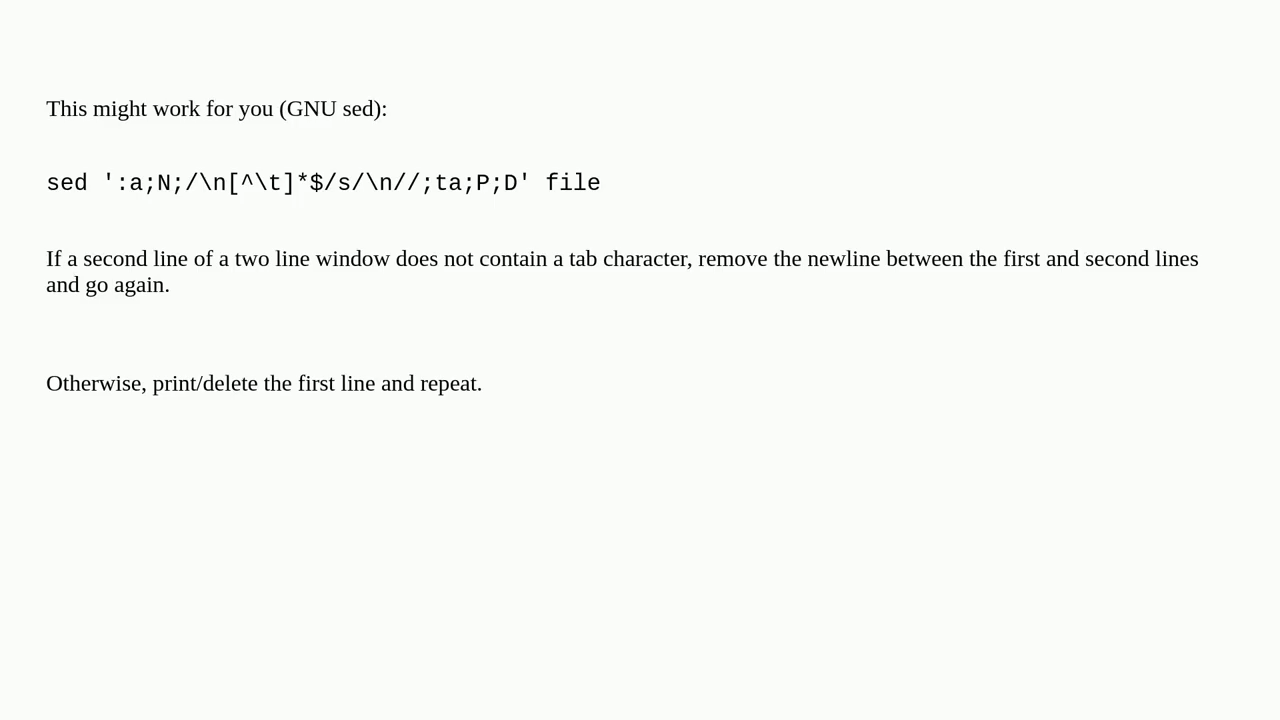 This might work for you (GNU sed):
sed ':a;N;/\n[^\t]*$/s/\n//;ta;P;D' file
If a second line of a two line window does not contain a tab character, remove the newline between the first and second lines
and go again.
Otherwise, print/delete the first line and repeat.